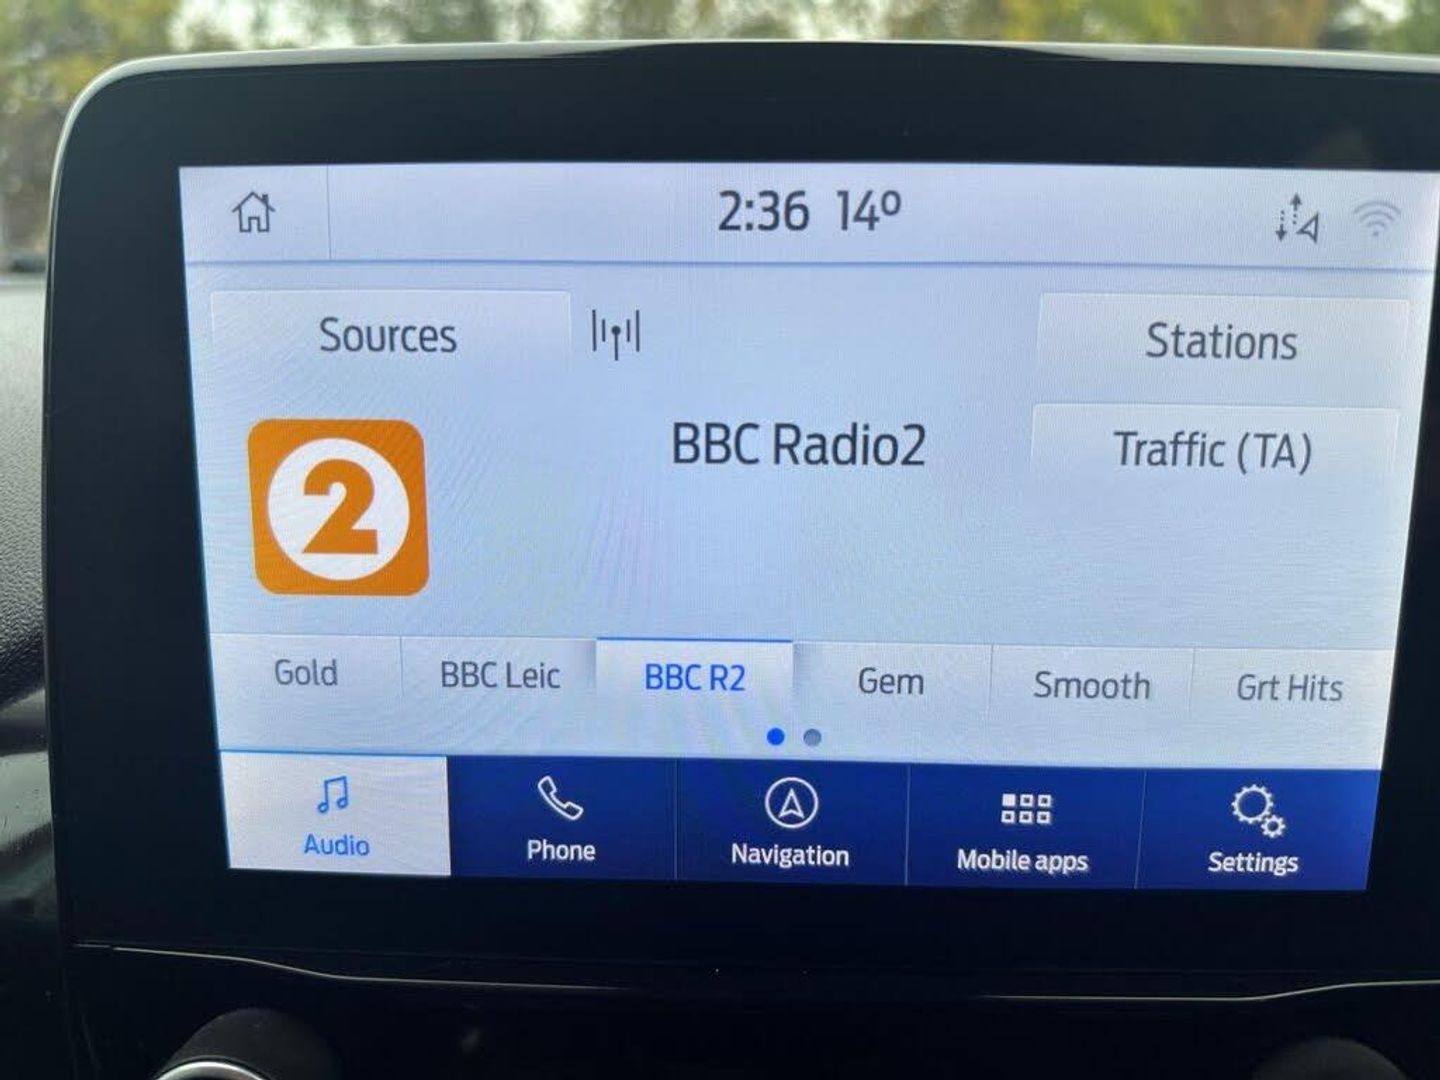 2:36 14º
Sources
Stations
2
BBC Radio2
Traffic (TA)
Gold BBC Leic BBC R2 Gem Smooth Grt Hits
Audio Phone Navigation Mobile apps Settings